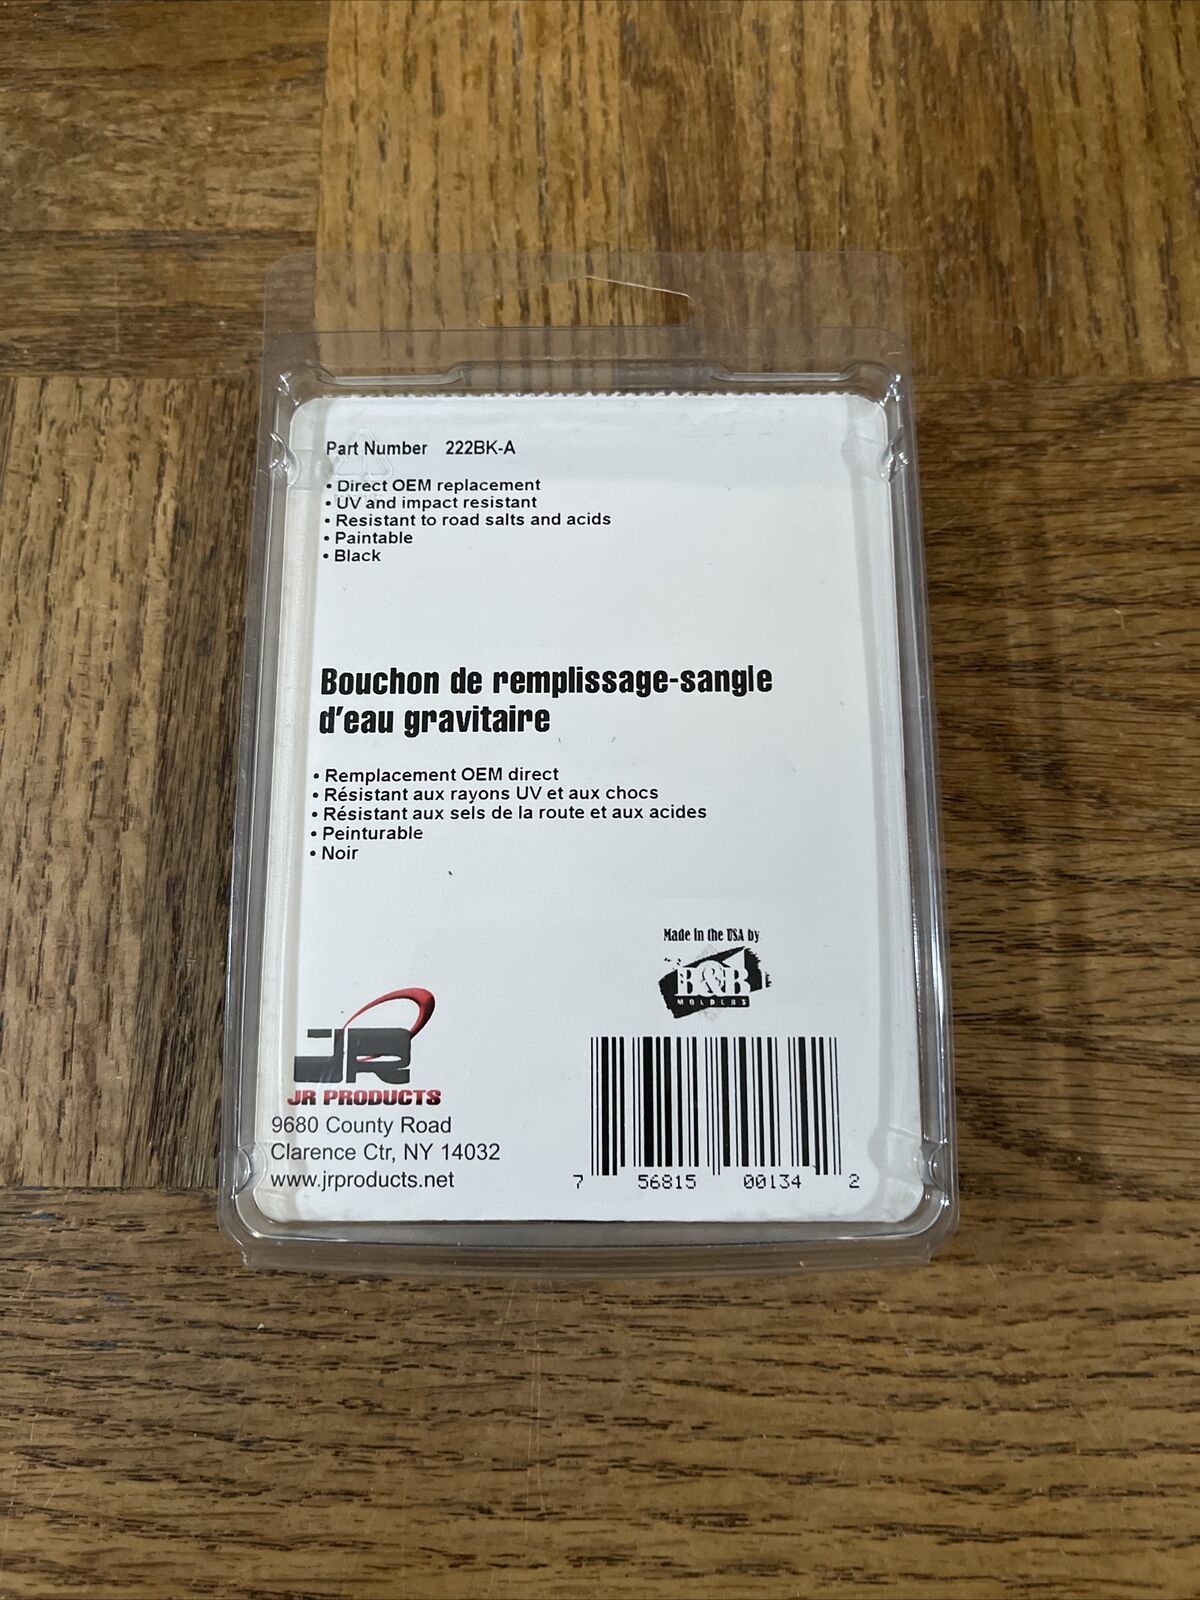 Part Number 222BK-A
• Direct OEM replacement
• UV and impact resistant
• Resistant to road salts and acids
• Paintable
• Black
Bouchon de remplissage-sangle
d'eau gravitaire
• Remplacement OEM direct
• Résistant aux rayons UV et aux chocs
• Résistant aux sels de la route et aux acides
• Peinturable
• Noir
Made in the USA by
B&B
MOLDERS
JR
JR PRODUCTS
9680 County Road
Clarence Ctr, NY 14032
www.jrproducts.net
7 56815 00134 2